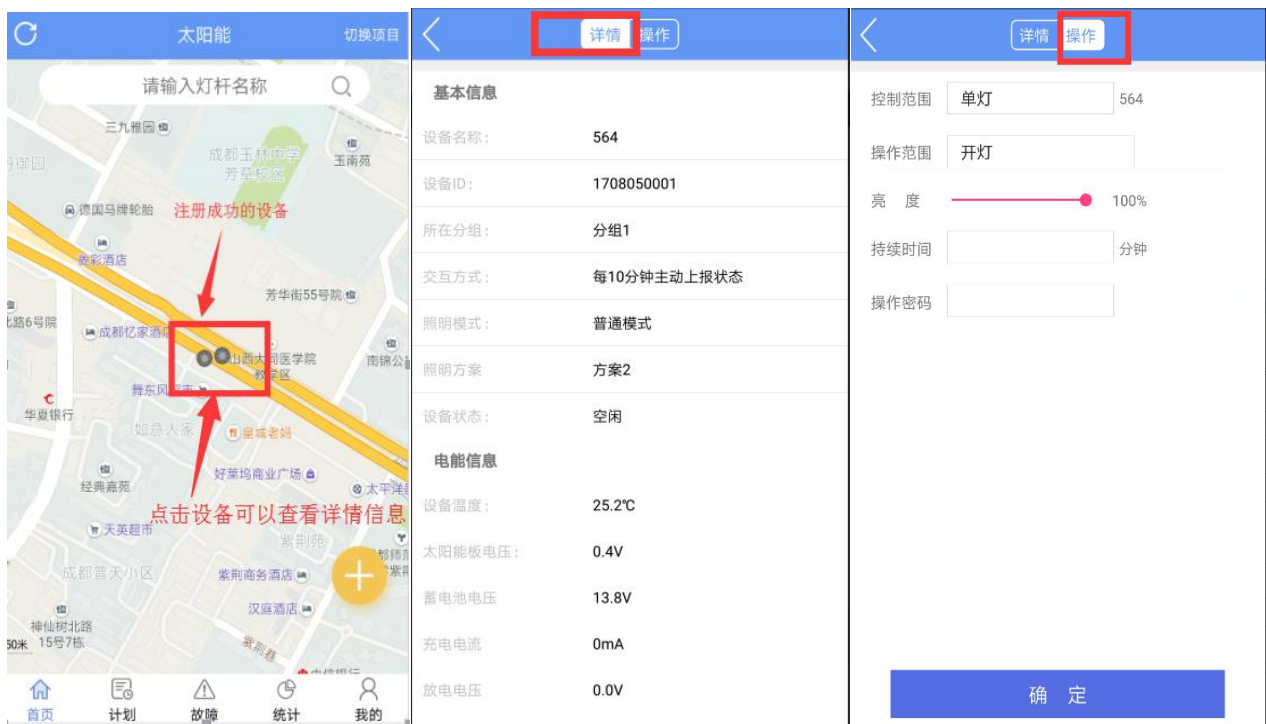 太阳能
切换项目
请输入灯杆名称
三九雅园
成都玉林中学
芳草校区
玉南苑
德国马牌轮胎
注册成功的设备
菱彩酒店
芳华街55号院
北路6号院
成都忆家酒店
山西大同医学院
教学区
南锦公
舞东风超市
华夏银行
如意人家
皇城老妈
好莱坞商业广场
经典嘉苑
太平洋
点击设备可以查看详情信息
天英超市
紫荆苑
成都普天小区
紫荆商务酒店
汉庭酒店
神仙树北路
15号7栋
50米
紫荆巷
中信银行
首页
计划
故障
统计
我的
详情
操作
基本信息
设备名称：
564
设备ID：
1708050001
所在分组：
分组1
交互方式：
每10分钟主动上报状态
照明模式：
普通模式
照明方案
方案2
设备状态：
空闲
电能信息
设备温度：
25.2℃
太阳能板电压：
0.4V
蓄电池电压
13.8V
充电电流
0mA
放电电压
0.0V
详情
操作
控制范围
单灯
564
操作范围
开灯
亮 度
100%
持续时间
分钟
操作密码
确 定